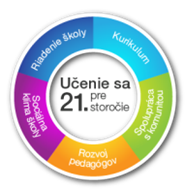 Učenie sa
pre
21. storočie
Riadenie školy
Kurikulum
Spolupráca
s komunitou
Rozvoj
pedagógov
Sociálna
klíma školy